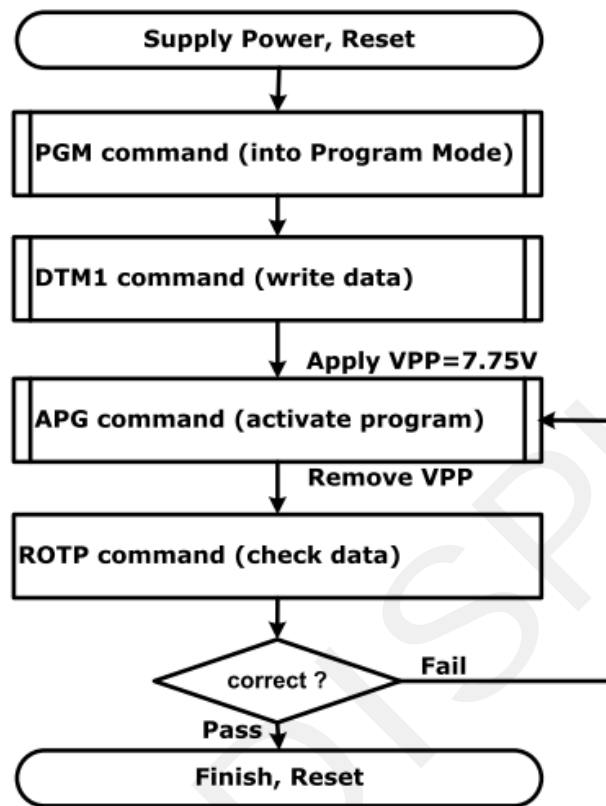 Supply Power, Reset
PGM command (into Program Mode)
DTM1 command (write data)
Apply VPP=7.75V
APG command (activate program)
Remove VPP
ROTP command (check data)
correct ?
Fail
Pass
Finish, Reset